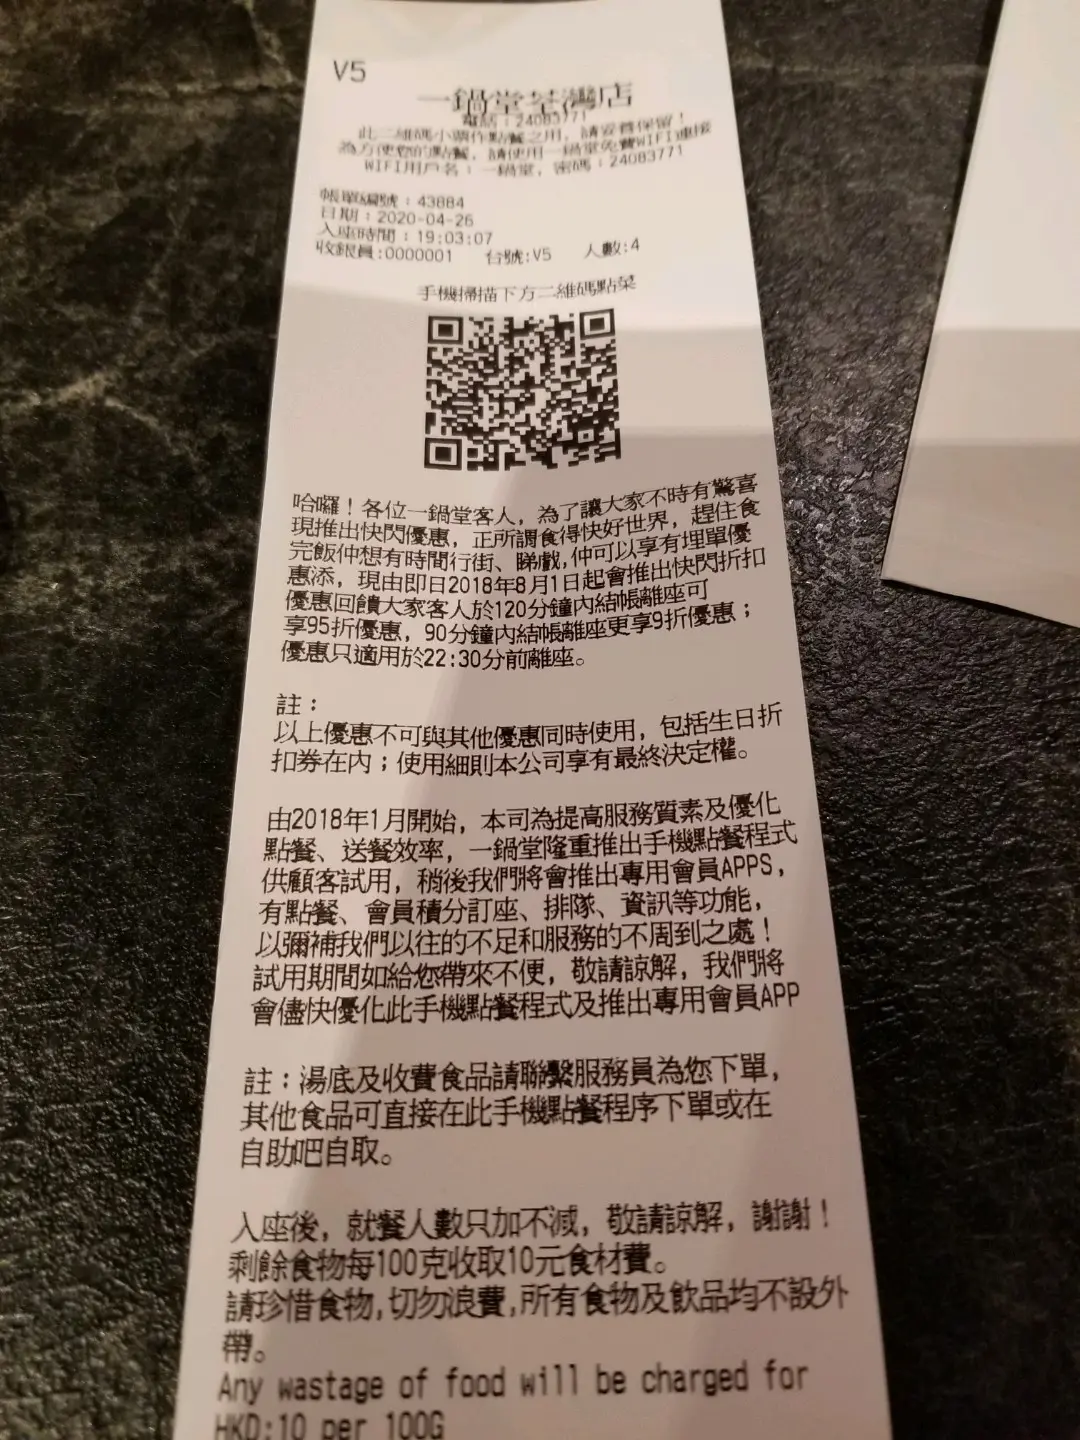 V5
一鍋堂荃灣店
電話：24083771
此二維碼小票作點餐之用，請妥善保留！
為方便您的點餐，請使用一鍋堂免費WIFI連接
WIFI用戶名：一鍋堂，密碼：24083771
帳單編號：43884
日期：2020-04-26
入座時間：19:03:07
收銀員:0000001 台號:V5 人數:4
手機掃描下方二維碼點菜
哈囉！各位一鍋堂客人，為了讓大家不時有驚喜
現推出快閃優惠，正所謂食得快好世界，趕住食
完飯仲想有時間行街、睇戲,仲可以享有埋單優
惠添，現由即日2018年8月1日起會推出快閃折扣
優惠回饋大家客人於120分鐘內結帳離座可
享95折優惠，90分鐘內結帳離座更享9折優惠；
優惠只適用於22:30分前離座。
註：
以上優惠不可與其他優惠同時使用，包括生日折
扣券在內；使用細則本公司享有最終決定權。
由2018年1月開始，本司為提高服務質素及優化
點餐、送餐效率，一鍋堂隆重推出手機點餐程式
供顧客試用，稍後我們將會推出專用會員APPS，
有點餐、會員積分訂座、排隊、資訊等功能，
以彌補我們以往的不足和服務的不周到之處！
試用期間如給您帶來不便，敬請諒解，我們將
會儘快優化此手機點餐程式及推出專用會員APP
註：湯底及收費食品請聯繫服務員為您下單，
其他食品可直接在此手機點餐程序下單或在
自助吧自取。
入座後，就餐人數只加不減，敬請諒解，謝謝！
剩餘食物每100克收取10元食材費。
請珍惜食物,切勿浪費,所有食物及飲品均不設外
帶。
Any wastage of food will be charged for
HKD:10 per 100G